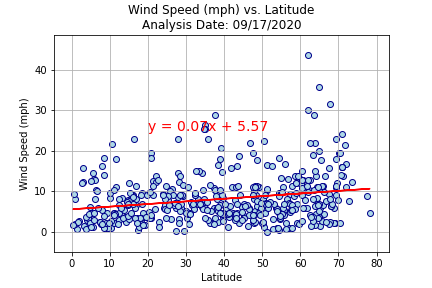 Wind Speed (mph) vs. Latitude
Analysis Date: 09/17/2020
40
30
20
10
0
Wind Speed (mph)
y = 0.07x + 5.57
0 10 20 30 40 50 60 70 80
Latitude